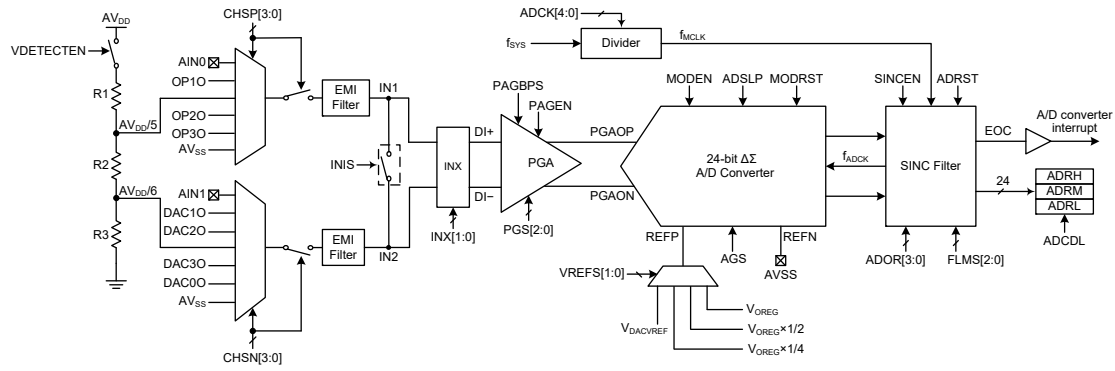 AVDD
VDETECTEN
R1
AVDD/5
R2
AVDD/6
R3
CHSP[3:0]
AIN0
OP1O
OP2O
OP3O
AVSS
AIN1
DAC1O
DAC2O
DAC3O
DAC0O
AVSS
CHSN[3:0]
EMI
Filter
IN1
INIS
EMI
Filter
IN2
INX
INX[1:0]
DI+
DI−
PAGBPS
PAGEN
PGA
PGS[2:0]
PGAOP
PGAON
ADCK[4:0]
fSYS
Divider
fMCLK
MODEN
ADSLP
MODRST
24-bit ΔΣ
A/D Converter
REFP
AGS
REFN
AVSS
VREFS[1:0]
VDACVREF
VOREG
VOREG×1/2
VOREG×1/4
fADCK
SINCEN
ADRST
SINC Filter
ADOR[3:0]
FLMS[2:0]
EOC
A/D converter
interrupt
24
ADRH
ADRM
ADRL
ADCDL